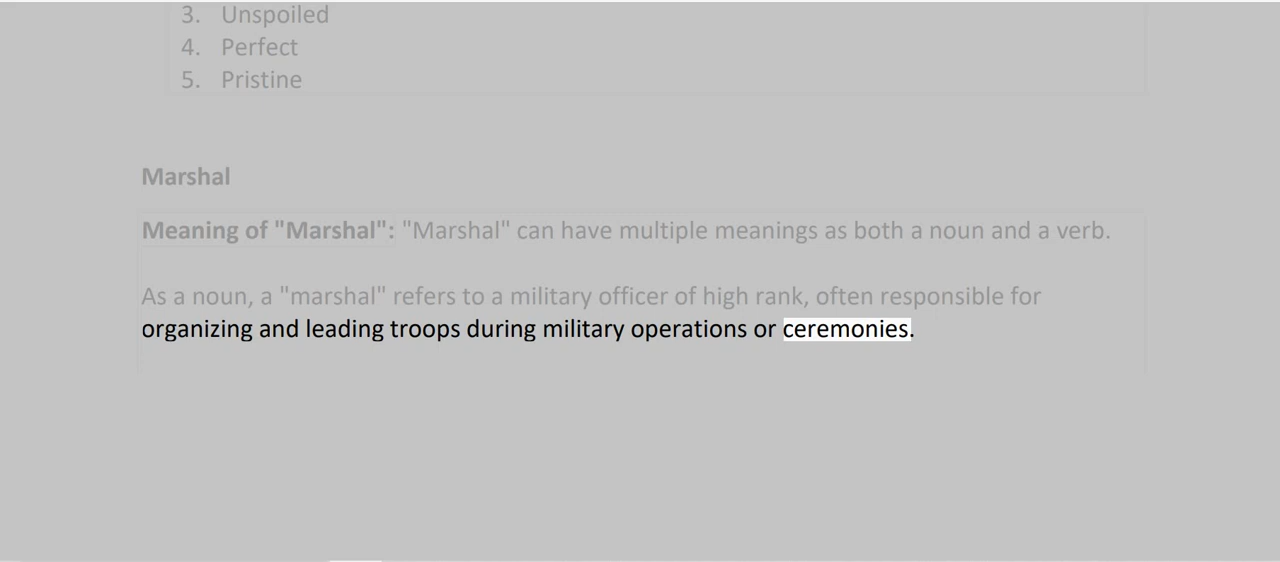 3. Unspoiled
4. Perfect
5. Pristine
Marshal
Meaning of "Marshal": "Marshal" can have multiple meanings as both a noun and a verb.
As a noun, a "marshal" refers to a military officer of high rank, often responsible for
organizing and leading troops during military operations or ceremonies.